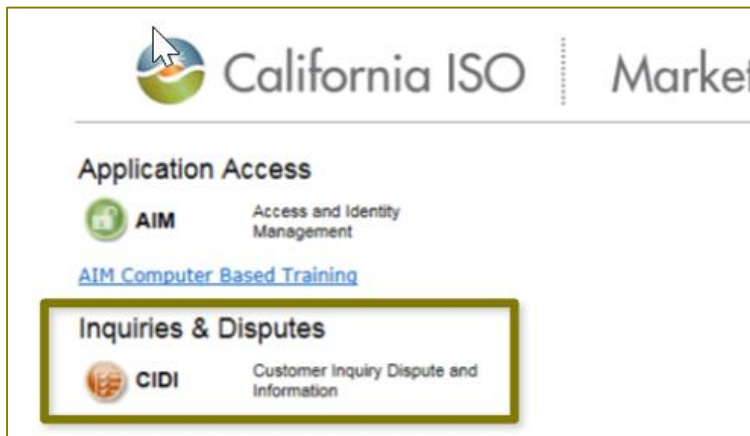 California ISO Market
Application Access
AIM Access and Identity
Management
AIM Computer Based Training
Inquiries & Disputes
CIDI Customer Inquiry Dispute and
Information